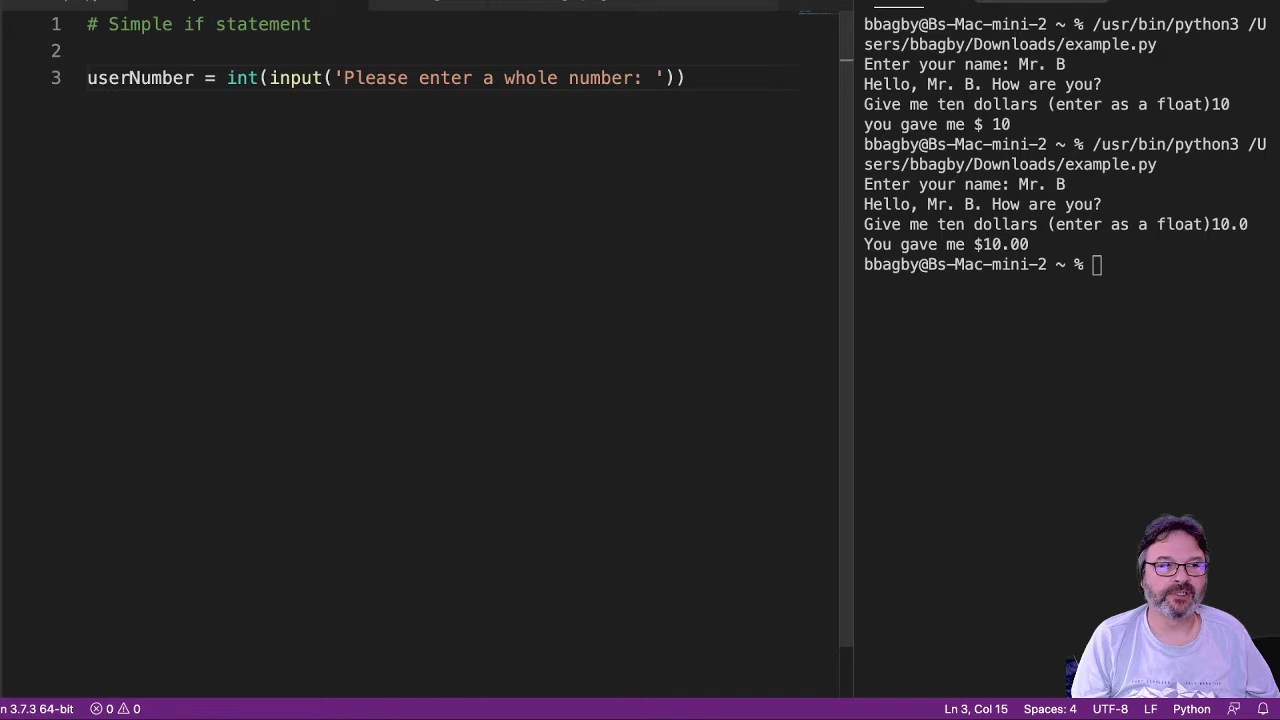 1 # Simple if statement
2
3 userNumber = int(input('Please enter a whole number: '))
bbagby@Bs-Mac-mini-2 ~ % /usr/bin/python3 /U
sers/bbagby/Downloads/example.py
Enter your name: Mr. B
Hello, Mr. B. How are you?
Give me ten dollars (enter as a float)10
you gave me $ 10
bbagby@Bs-Mac-mini-2 ~ % /usr/bin/python3 /U
sers/bbagby/Downloads/example.py
Enter your name: Mr. B
Hello, Mr. B. How are you?
Give me ten dollars (enter as a float)10.0
You gave me $10.00
bbagby@Bs-Mac-mini-2 ~ %
n 3.7.3 64-bit 0 0 Ln 3, Col 15 Spaces: 4 UTF-8 LF Python